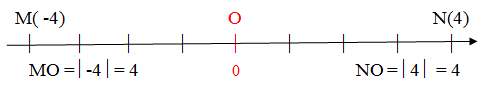 M( -4) O N(4)
MO = | -4 | = 4 0 NO = | 4 | = 4